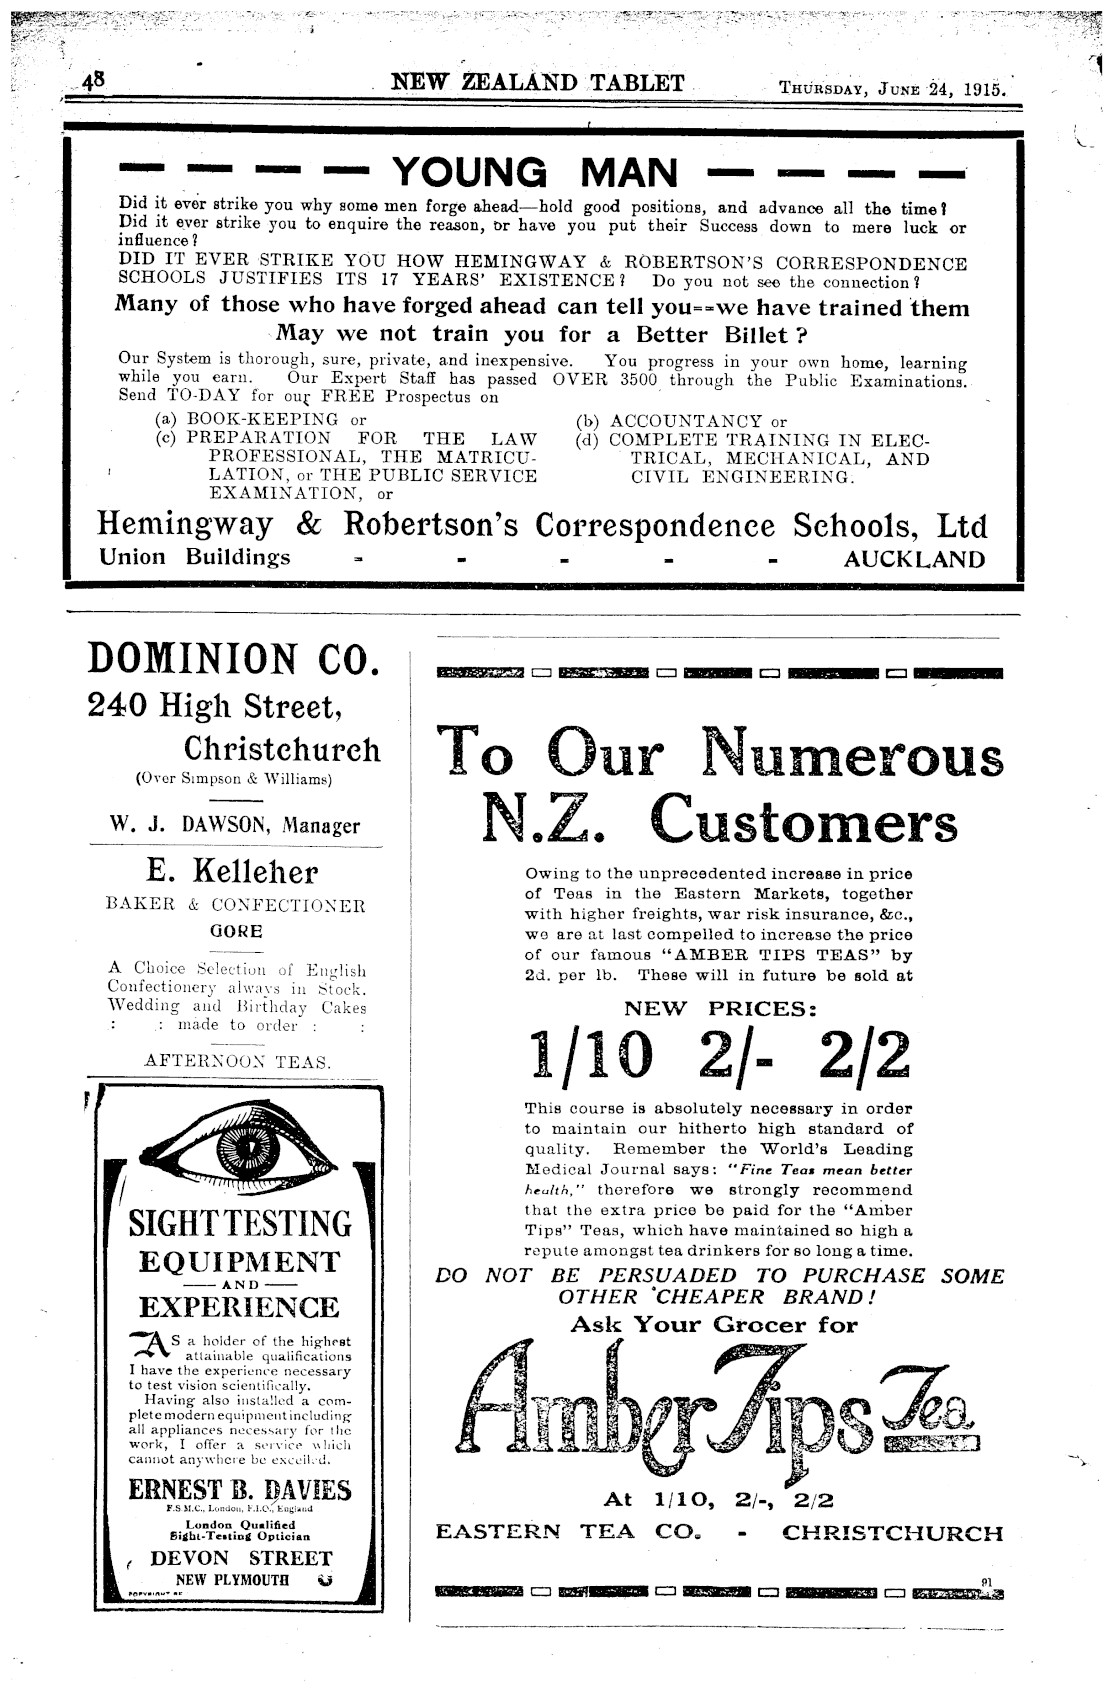 48
NEW ZEALAND TABLET
THURSDAY, JUNE 24, 1915.
YOUNG MAN
Did it ever strike you why some men forge ahead—hold good positions, and advance all the time?
Did it ever strike you to enquire the reason, or have you put their Success down to mere luck or
influence?
DID IT EVER STRIKE YOU HOW HEMINGWAY & ROBERTSON'S CORRESPONDENCE
SCHOOLS JUSTIFIES ITS 17 YEARS' EXISTENCE? Do you not see the connection?
Many of those who have forged ahead can tell you==we have trained them
May we not train you for a Better Billet?
Our System is thorough, sure, private, and inexpensive. You progress in your own home, learning
while you earn. Our Expert Staff has passed OVER 3500 through the Public Examinations.
Send TO-DAY for our FREE Prospectus on
(a) BOOK-KEEPING or
(c) PREPARATION FOR THE LAW
PROFESSIONAL, THE MATRICU-
LATION, or THE PUBLIC SERVICE
EXAMINATION, or
(b) ACCOUNTANCY or
(d) COMPLETE TRAINING IN ELEC-
TRICAL, MECHANICAL, AND
CIVIL ENGINEERING.
Hemingway & Robertson's Correspondence Schools, Ltd
Union Buildings - - - - - AUCKLAND
DOMINION CO.
240 High Street,
Christchurch
(Over Simpson & Williams)
W. J. DAWSON, Manager
E. Kelleher
BAKER & CONFECTIONER
GORE
A Choice Selection of English
Confectionery always in Stock.
Wedding and Birthday Cakes
: : made to order : :
AFTERNOON TEAS.
SIGHT TESTING
EQUIPMENT
— AND —
EXPERIENCE
AS a holder of the highest
attainable qualifications
I have the experience necessary
to test vision scientifically.
Having also installed a com-
plete modern equipment including
all appliances necessary for the
work, I offer a service which
cannot anywhere be excelled.
ERNEST B. DAVIES
F.S M.C., London, F.I.O., England
London Qualified
Sight-Testing Optician
DEVON STREET
NEW PLYMOUTH
COPYRIGHT
To Our Numerous
N.Z. Customers
Owing to the unprecedented increase in price
of Teas in the Eastern Markets, together
with higher freights, war risk insurance, &c.,
we are at last compelled to increase the price
of our famous "AMBER TIPS TEAS" by
2d. per lb. These will in future be sold at
NEW PRICES:
1/10 2/- 2/2
This course is absolutely necessary in order
to maintain our hitherto high standard of
quality. Remember the World's Leading
Medical Journal says: "Fine Teas mean better
health," therefore we strongly recommend
that the extra price be paid for the "Amber
Tips" Teas, which have maintained so high a
repute amongst tea drinkers for so long a time.
DO NOT BE PERSUADED TO PURCHASE SOME
OTHER CHEAPER BRAND!
Ask Your Grocer for
Amber Tips Tea
At 1/10, 2/-, 2/2
EASTERN TEA CO. - CHRISTCHURCH
91